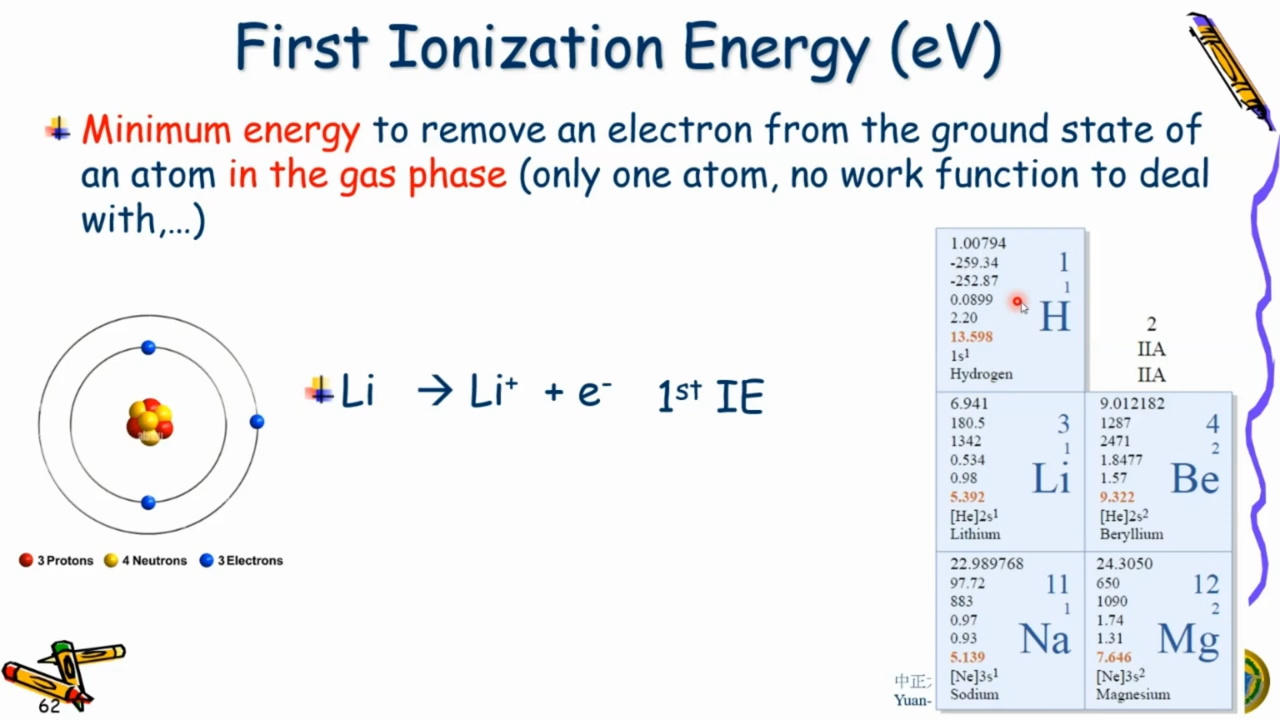 First Ionization Energy (eV)
Minimum energy to remove an electron from the ground state of
an atom in the gas phase (only one atom, no work function to deal
with,...)
Li → Li⁺ + e⁻ 1ˢᵗ IE
3 Protons 4 Neutrons 3 Electrons
1.00794
-259.34
-252.87
0.0899
2.20
13.598
1s¹
Hydrogen
1
1
H
2
IIA
IIA
6.941
180.5
1342
0.534
0.98
5.392
[He]2s¹
Lithium
3
1
Li
9.012182
1287
2471
1.8477
1.57
9.322
[He]2s²
Beryllium
4
2
Be
22.989768
97.72
883
0.97
0.93
5.139
[Ne]3s¹
Sodium
11
1
Na
24.3050
650
1090
1.74
1.31
7.646
[Ne]3s²
Magnesium
12
2
Mg
中正
Yuan-
62